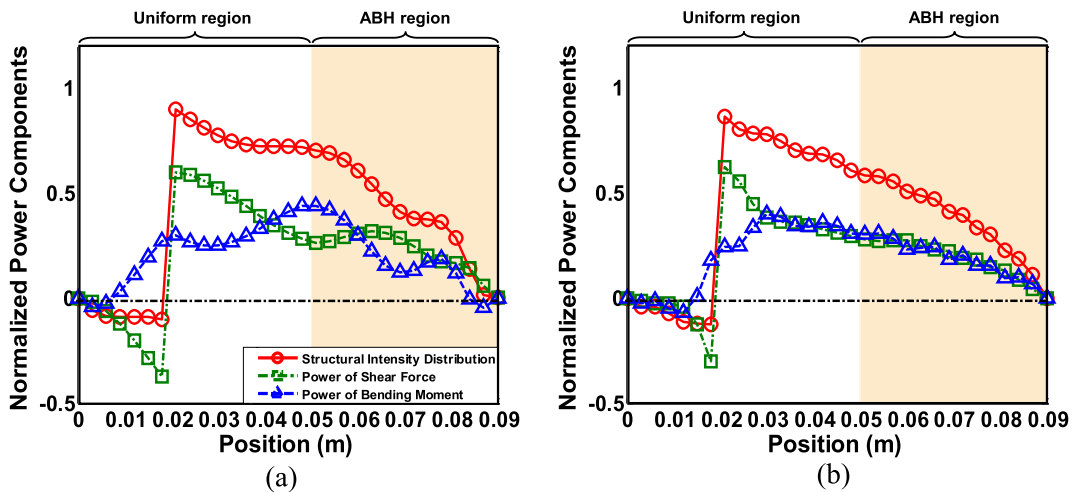 Uniform region
ABH region
Normalized Power Components
1
0.5
0
-0.5
0 0.01 0.02 0.03 0.04 0.05 0.06 0.07 0.08 0.09
Position (m)
Structural Intensity Distribution
Power of Shear Force
Power of Bending Moment
(a)
Uniform region
ABH region
Normalized Power Components
1
0.5
0
-0.5
0 0.01 0.02 0.03 0.04 0.05 0.06 0.07 0.08 0.09
Position (m)
(b)